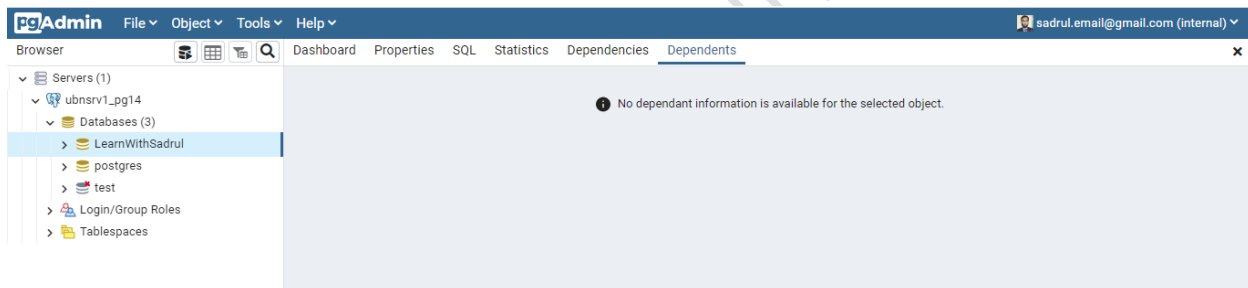 pgAdmin File Object Tools Help sadrul.email@gmail.com (internal)
Browser Dashboard Properties SQL Statistics Dependencies Dependents
Servers (1)
ubnsrv1_pg14
No dependant information is available for the selected object.
Databases (3)
LearnWithSadrul
postgres
test
Login/Group Roles
Tablespaces